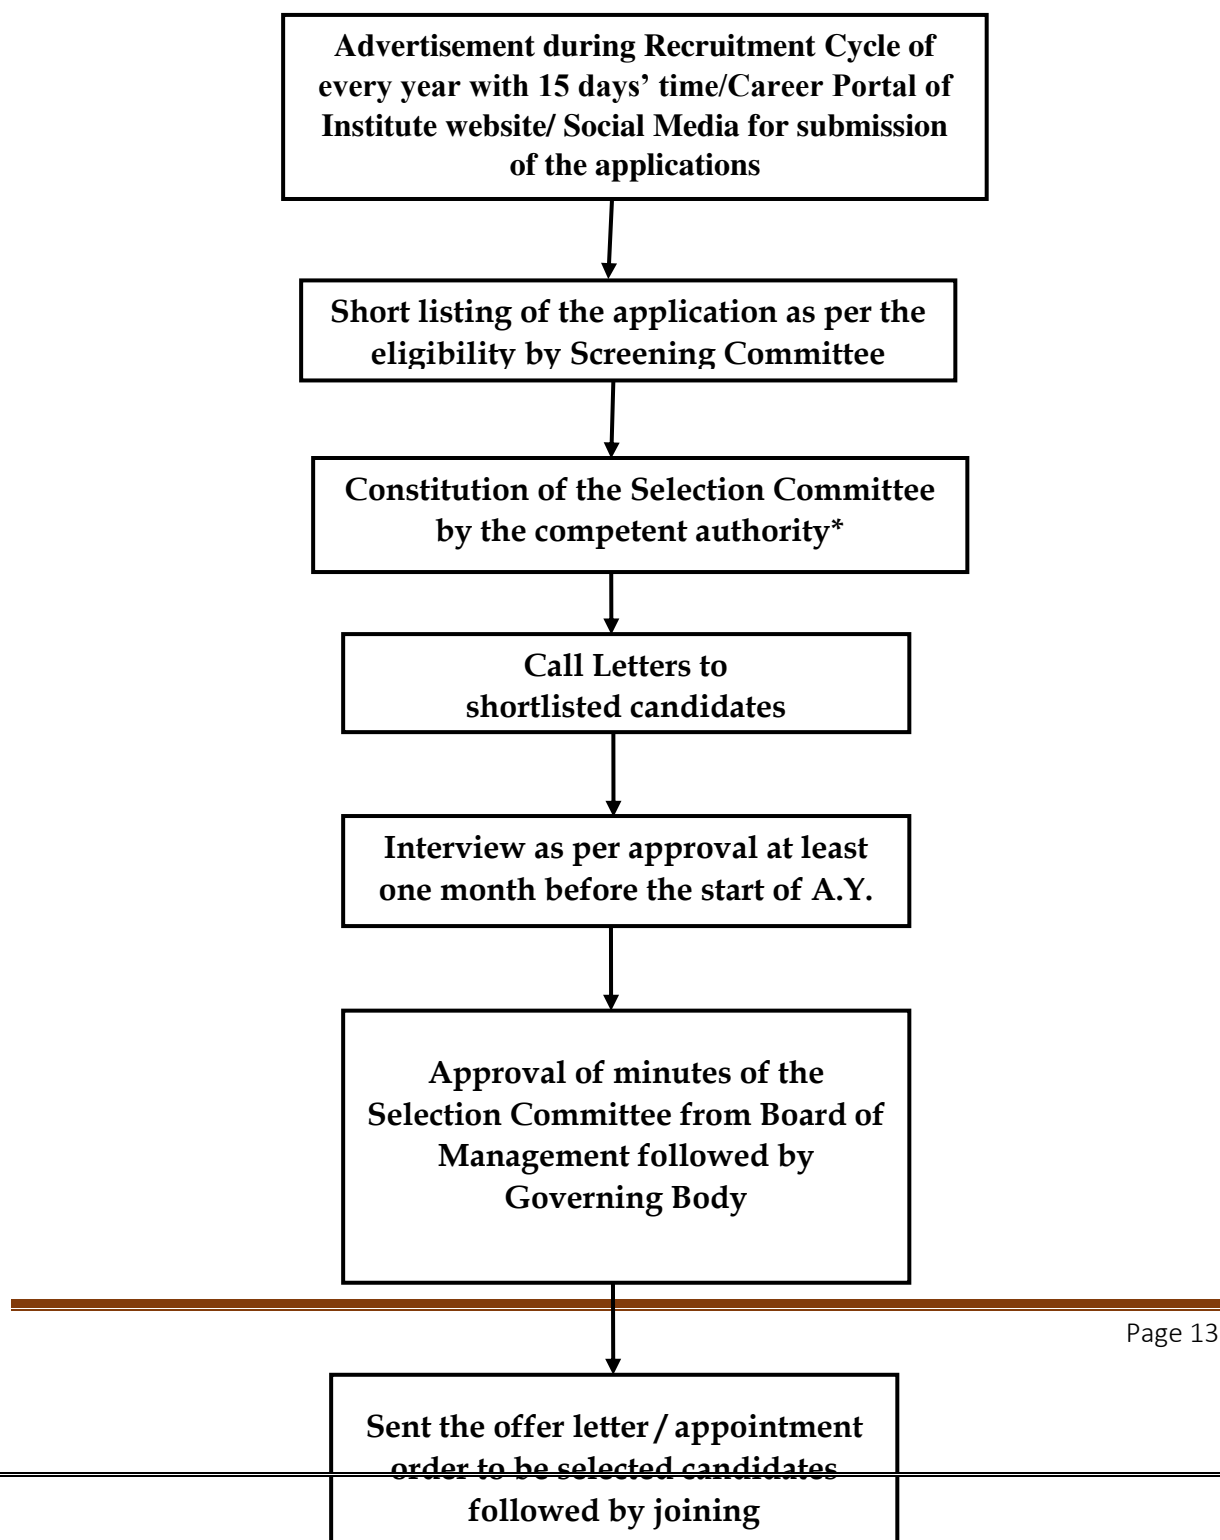 Advertisement during Recruitment Cycle of
every year with 15 days’ time/Career Portal of
Institute website/ Social Media for submission
of the applications
Short listing of the application as per the
eligibility by Screening Committee
Constitution of the Selection Committee
by the competent authority*
Call Letters to
shortlisted candidates
Interview as per approval at least
one month before the start of A.Y.
Approval of minutes of the
Selection Committee from Board of
Management followed by
Governing Body
Page 13
Sent the offer letter / appointment
order to be selected candidates
followed by joining